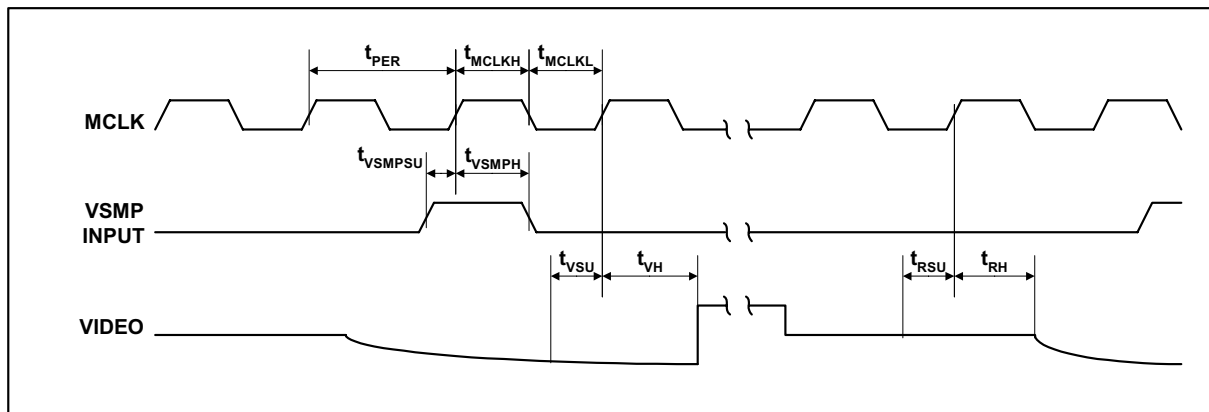 tPER tMCLKH tMCLKL
MCLK
tVSMPSU tVSMPH
VSMP
INPUT
tVSU tVH tRSU tRH
VIDEO